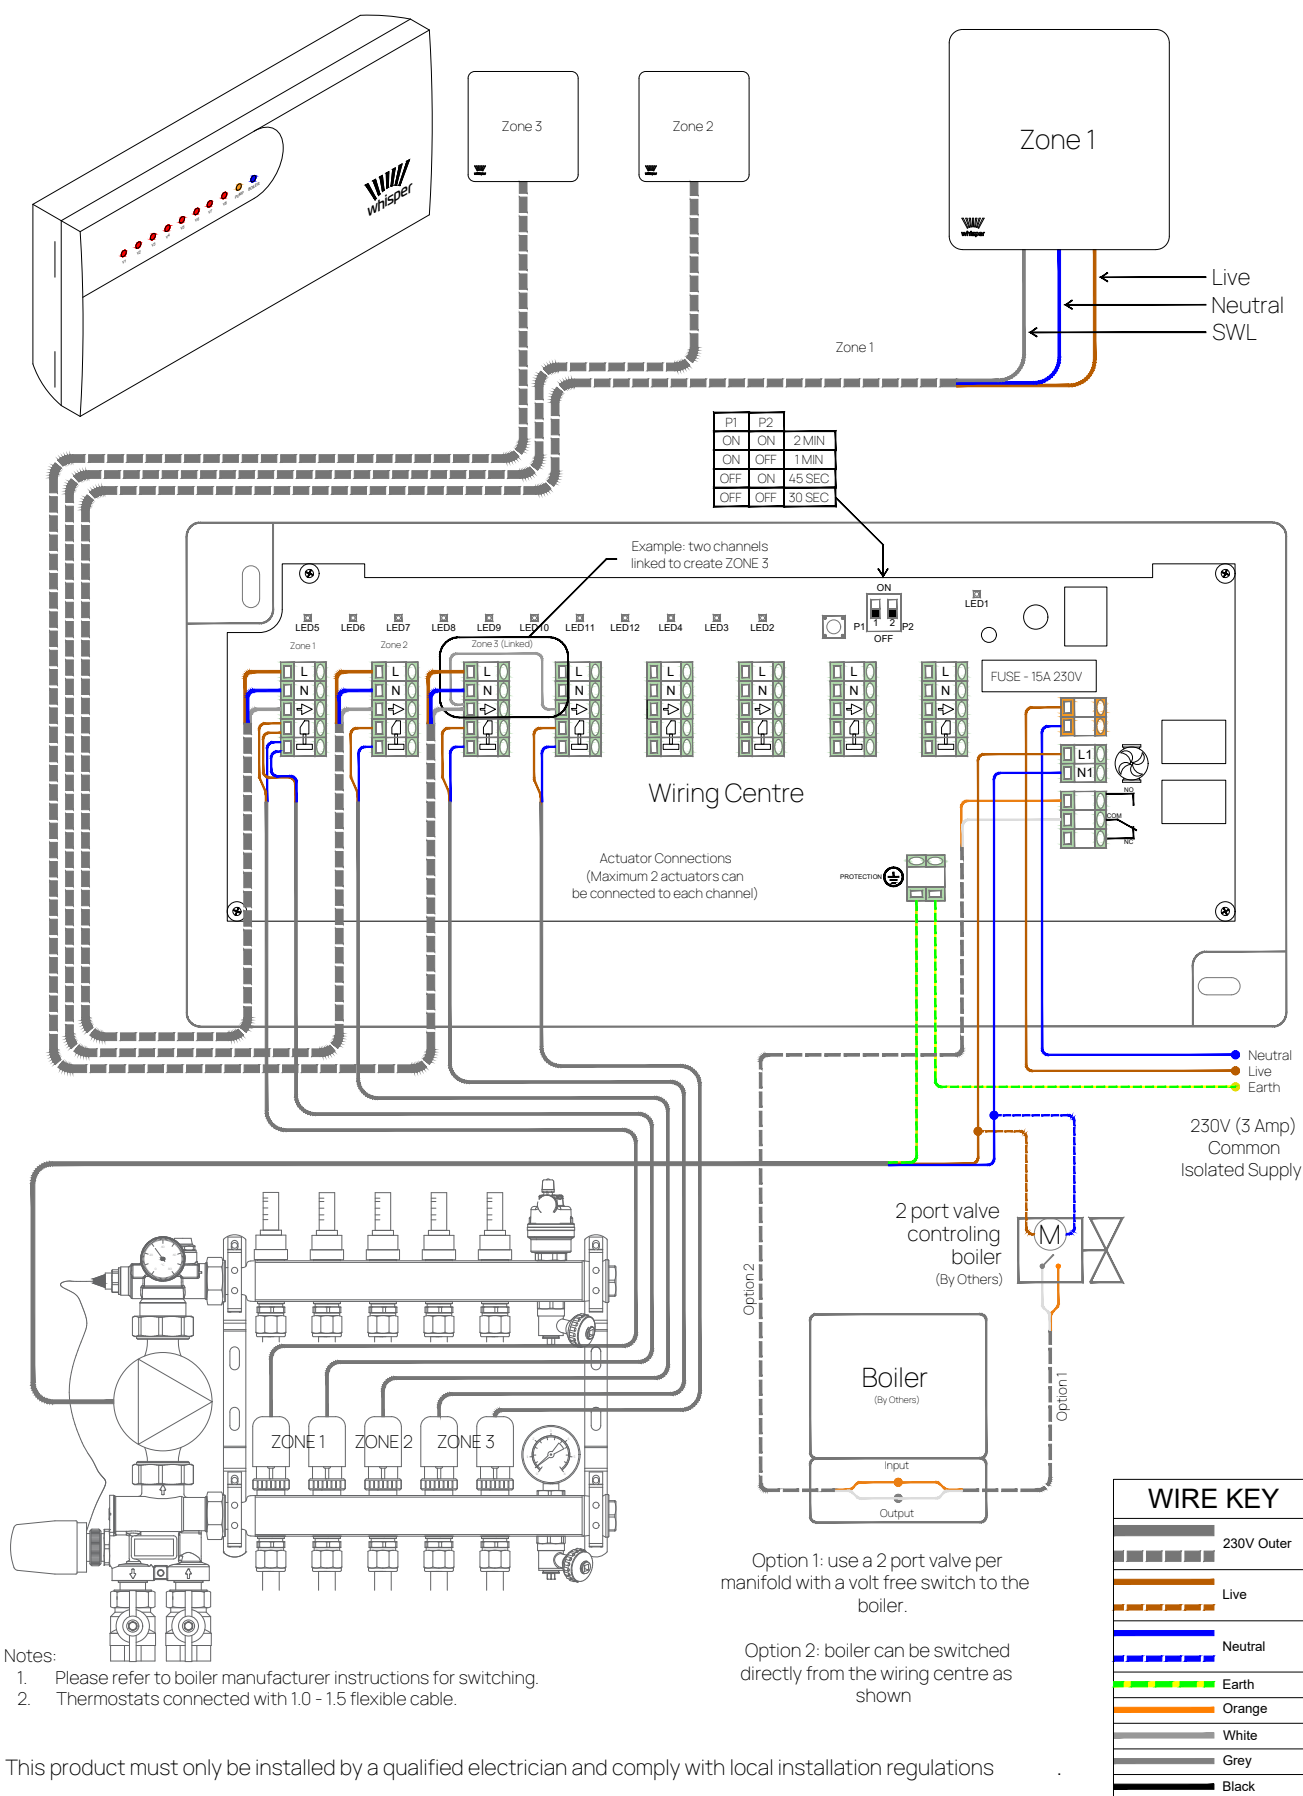 whisper
Zone 3
Zone 2
Zone 1
whisper
Live
Neutral
SWL
Zone 1
P1 P2
ON ON 2 MIN
ON OFF 1 MIN
OFF ON 45 SEC
OFF OFF 30 SEC
Example: two channels
linked to create ZONE 3
ON
P1 1 2 P2
OFF
LED1
LED5 LED6 LED7 LED8 LED9 LED10 LED11 LED12 LED4 LED3 LED2
Zone 1 Zone 2 Zone 3 (Linked)
L L L L L L L L
N N N N N N N N
FUSE - 15A 230V
L1
N1
NO
COM
NC
Wiring Centre
Actuator Connections
(Maximum 2 actuators can
be connected to each channel)
PROTECTION
Neutral
Live
Earth
230V (3 Amp)
Common
Isolated Supply
2 port valve
controling
boiler
(By Others)
M
Option 2
Option 1
Boiler
(By Others)
Input
Output
ZONE 1 ZONE 2 ZONE 3
Option 1: use a 2 port valve per
manifold with a volt free switch to the
boiler.
Option 2: boiler can be switched
directly from the wiring centre as
shown
WIRE KEY
230V Outer
Live
Neutral
Earth
Orange
White
Grey
Black
Notes:
1. Please refer to boiler manufacturer instructions for switching.
2. Thermostats connected with 1.0 - 1.5 flexible cable.
This product must only be installed by a qualified electrician and comply with local installation regulations .